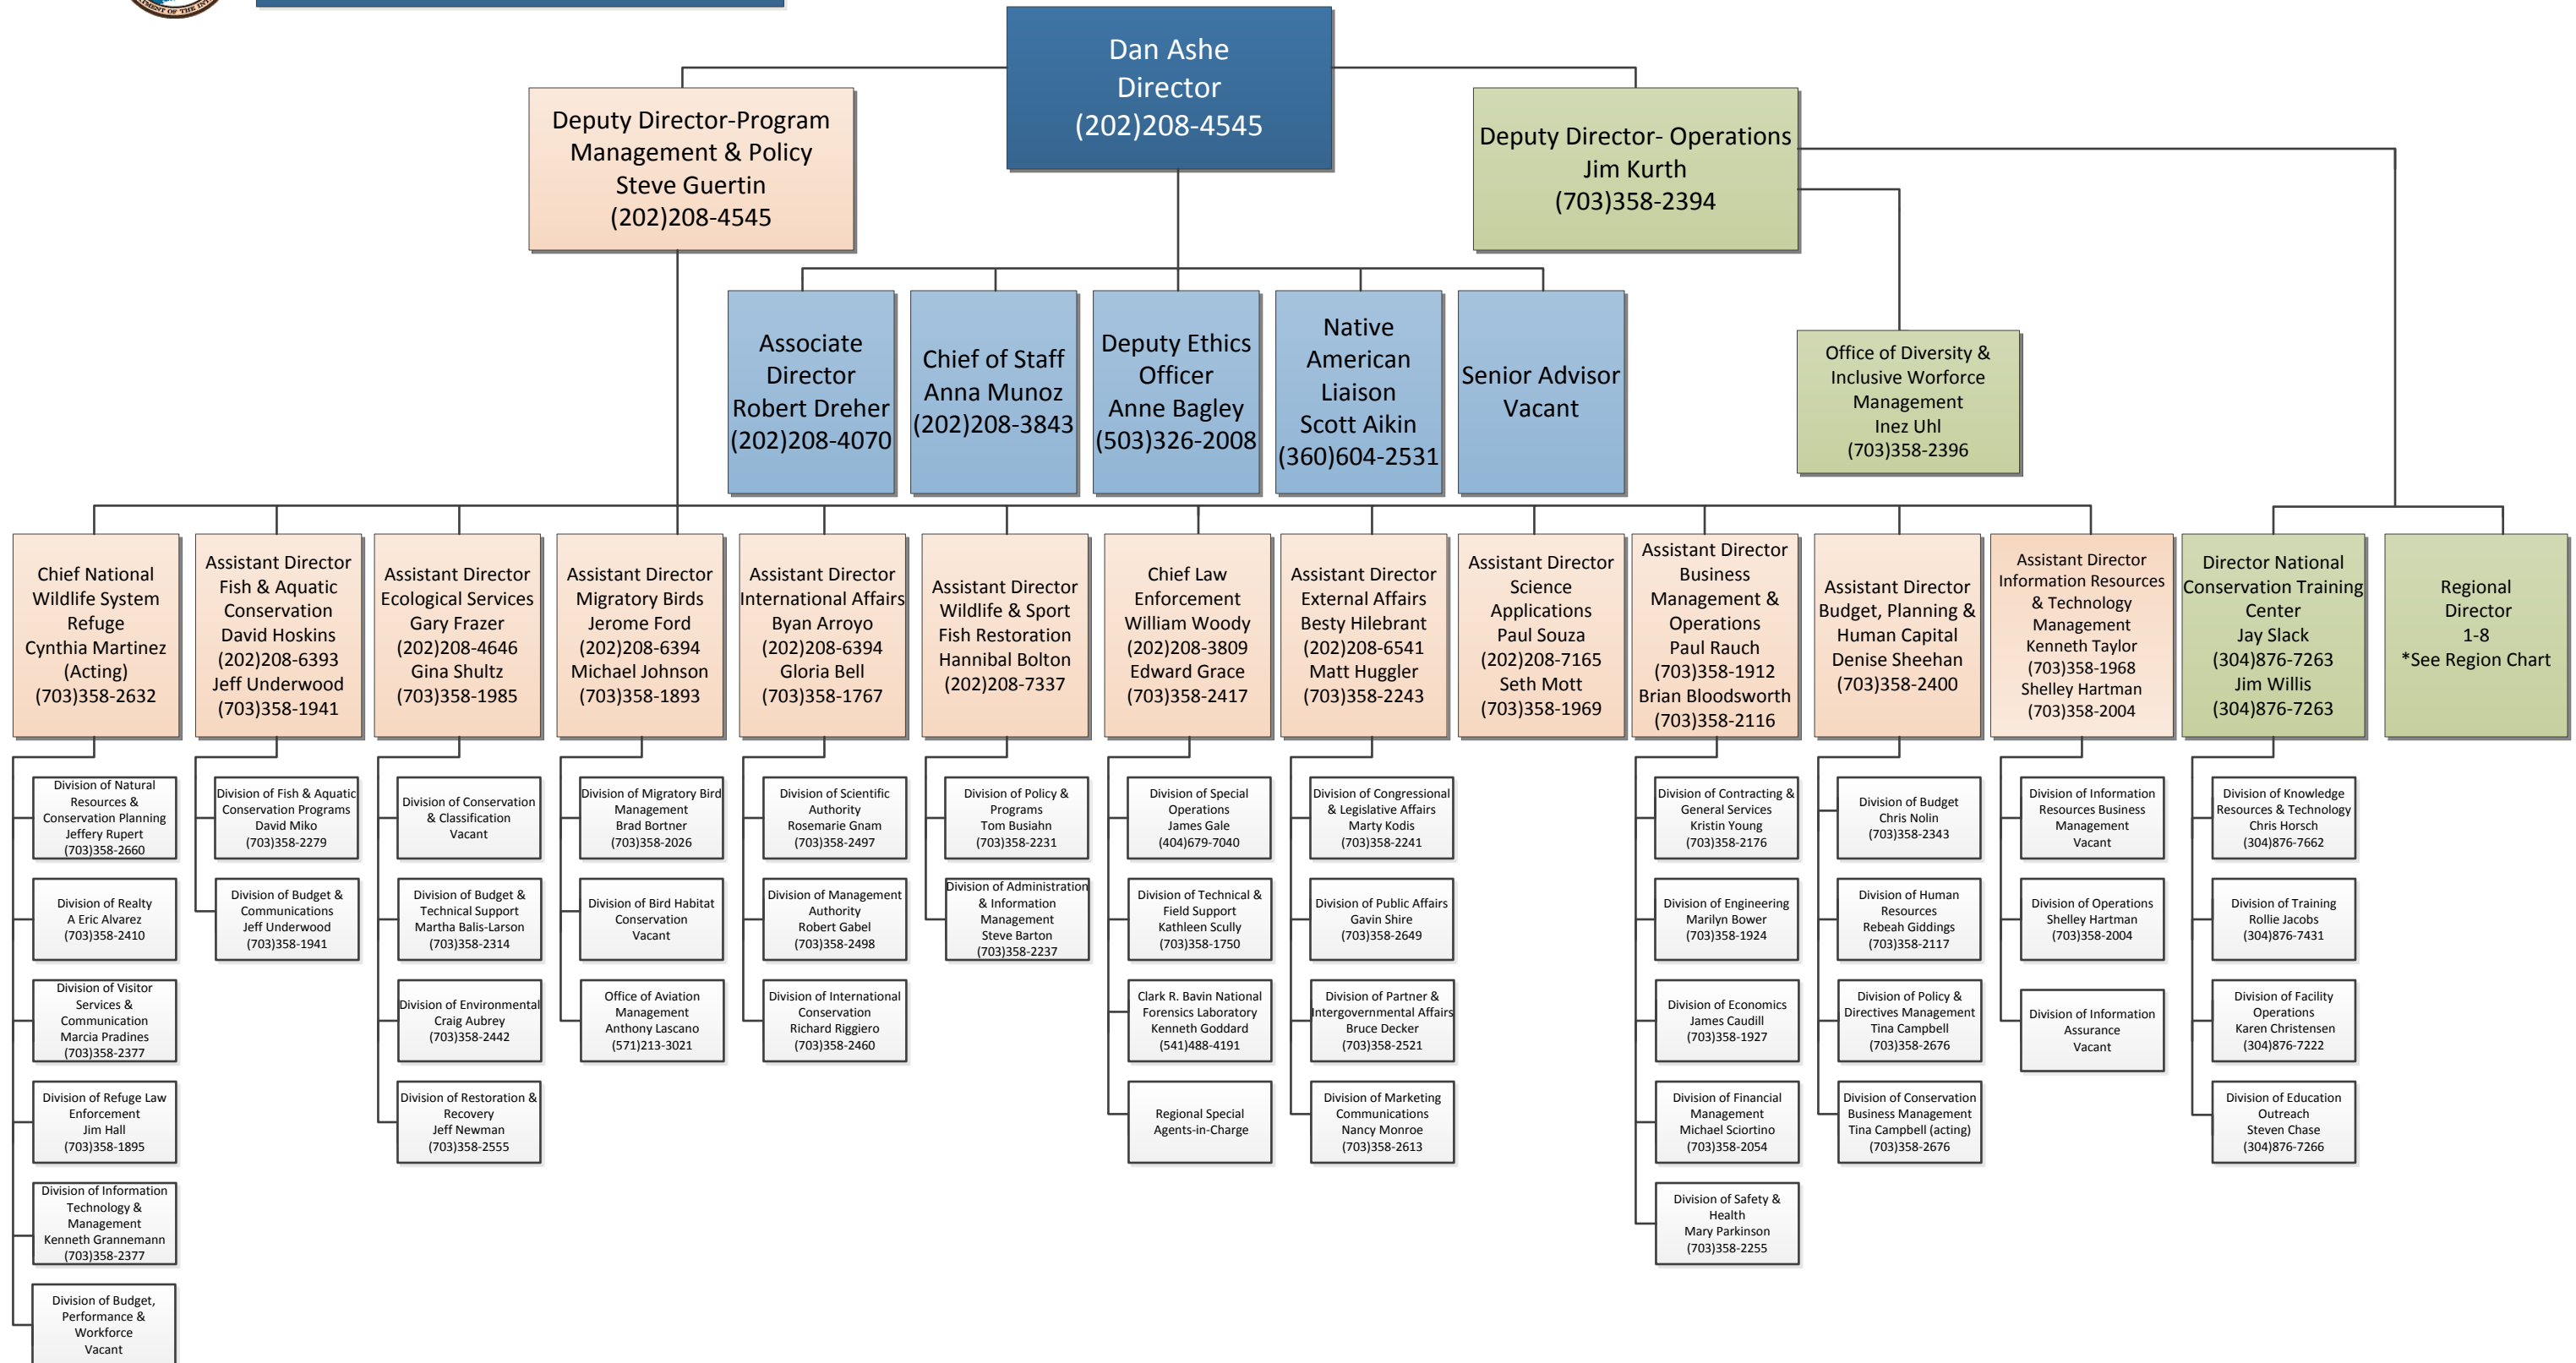 DEPARTMENT OF THE INTE
Dan Ashe
Director
(202)208-4545
Deputy Director-Program
Management & Policy
Steve Guertin
(202)208-4545
Deputy Director- Operations
Jim Kurth
(703)358-2394
Associate
Director
Robert Dreher
(202)208-4070
Chief of Staff
Anna Munoz
(202)208-3843
Deputy Ethics
Officer
Anne Bagley
(503)326-2008
Native
American
Liaison
Scott Aikin
(360)604-2531
Senior Advisor
Vacant
Office of Diversity &
Inclusive Worforce
Management
Inez Uhl
(703)358-2396
Chief National
Wildlife System
Refuge
Cynthia Martinez
(Acting)
(703)358-2632
Assistant Director
Fish & Aquatic
Conservation
David Hoskins
(202)208-6393
Jeff Underwood
(703)358-1941
Assistant Director
Ecological Services
Gary Frazer
(202)208-4646
Gina Shultz
(703)358-1985
Assistant Director
Migratory Birds
Jerome Ford
(202)208-6394
Michael Johnson
(703)358-1893
Assistant Director
International Affairs
Byan Arroyo
(202)208-6394
Gloria Bell
(703)358-1767
Assistant Director
Wildlife & Sport
Fish Restoration
Hannibal Bolton
(202)208-7337
Chief Law
Enforcement
William Woody
(202)208-3809
Edward Grace
(703)358-2417
Assistant Director
External Affairs
Besty Hilebrant
(202)208-6541
Matt Huggler
(703)358-2243
Assistant Director
Science
Applications
Paul Souza
(202)208-7165
Seth Mott
(703)358-1969
Assistant Director
Business
Management &
Operations
Paul Rauch
(703)358-1912
Brian Bloodsworth
(703)358-2116
Assistant Director
Budget, Planning &
Human Capital
Denise Sheehan
(703)358-2400
Assistant Director
Information Resources
& Technology
Management
Kenneth Taylor
(703)358-1968
Shelley Hartman
(703)358-2004
Director National
Conservation Training
Center
Jay Slack
(304)876-7263
Jim Willis
(304)876-7263
Regional
Director
1-8
*See Region Chart
Division of Natural
Resources &
Conservation Planning
Jeffery Rupert
(703)358-2660
Division of Realty
A Eric Alvarez
(703)358-2410
Division of Visitor
Services &
Communication
Marcia Pradines
(703)358-2377
Division of Refuge Law
Enforcement
Jim Hall
(703)358-1895
Division of Information
Technology &
Management
Kenneth Grannemann
(703)358-2377
Division of Budget,
Performance &
Workforce
Vacant
Division of Fish & Aquatic
Conservation Programs
David Miko
(703)358-2279
Division of Budget &
Communications
Jeff Underwood
(703)358-1941
Division of Conservation
& Classification
Vacant
Division of Budget &
Technical Support
Martha Balis-Larson
(703)358-2314
Division of Environmental
Craig Aubrey
(703)358-2442
Division of Restoration &
Recovery
Jeff Newman
(703)358-2555
Division of Migratory Bird
Management
Brad Bortner
(703)358-2026
Division of Bird Habitat
Conservation
Vacant
Office of Aviation
Management
Anthony Lascano
(571)213-3021
Division of Scientific
Authority
Rosemarie Gnam
(703)358-2497
Division of Management
Authority
Robert Gabel
(703)358-2498
Division of International
Conservation
Richard Riggiero
(703)358-2460
Division of Policy &
Programs
Tom Busiahn
(703)358-2231
Division of Administration
& Information
Management
Steve Barton
(703)358-2237
Division of Special
Operations
James Gale
(404)679-7040
Division of Technical &
Field Support
Kathleen Scully
(703)358-1750
Clark R. Bavin National
Forensics Laboratory
Kenneth Goddard
(541)488-4191
Regional Special
Agents-in-Charge
Division of Congressional
& Legislative Affairs
Marty Kodis
(703)358-2241
Division of Public Affairs
Gavin Shire
(703)358-2649
Division of Partner &
Intergovernmental Affairs
Bruce Decker
(703)358-2521
Division of Marketing
Communications
Nancy Monroe
(703)358-2613
Division of Contracting &
General Services
Kristin Young
(703)358-2176
Division of Engineering
Marilyn Bower
(703)358-1924
Division of Economics
James Caudill
(703)358-1927
Division of Financial
Management
Michael Sciortino
(703)358-2054
Division of Safety &
Health
Mary Parkinson
(703)358-2255
Division of Budget
Chris Nolin
(703)358-2343
Division of Human
Resources
Rebeah Giddings
(703)358-2117
Division of Policy &
Directives Management
Tina Campbell
(703)358-2676
Division of Conservation
Business Management
Tina Campbell (acting)
(703)358-2676
Division of Information
Resources Business
Management
Vacant
Division of Operations
Shelley Hartman
(703)358-2004
Division of Information
Assurance
Vacant
Division of Knowledge
Resources & Technology
Chris Horsch
(304)876-7662
Division of Training
Rollie Jacobs
(304)876-7431
Division of Facility
Operations
Karen Christensen
(304)876-7222
Division of Education
Outreach
Steven Chase
(304)876-7266